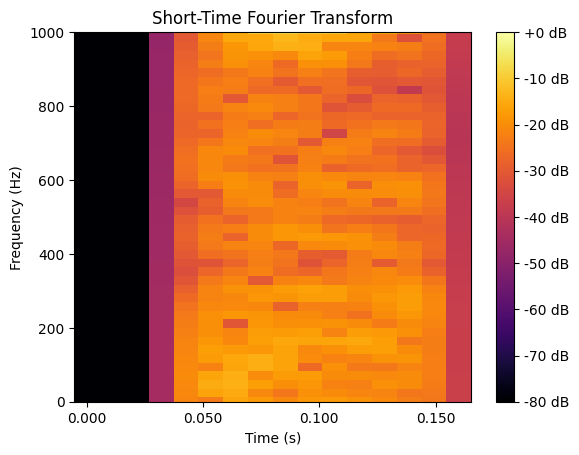 Short-Time Fourier Transform
Frequency (Hz)
1000
800
600
400
200
0
0.000
0.050
0.100
0.150
Time (s)
+0 dB
-10 dB
-20 dB
-30 dB
-40 dB
-50 dB
-60 dB
-70 dB
-80 dB